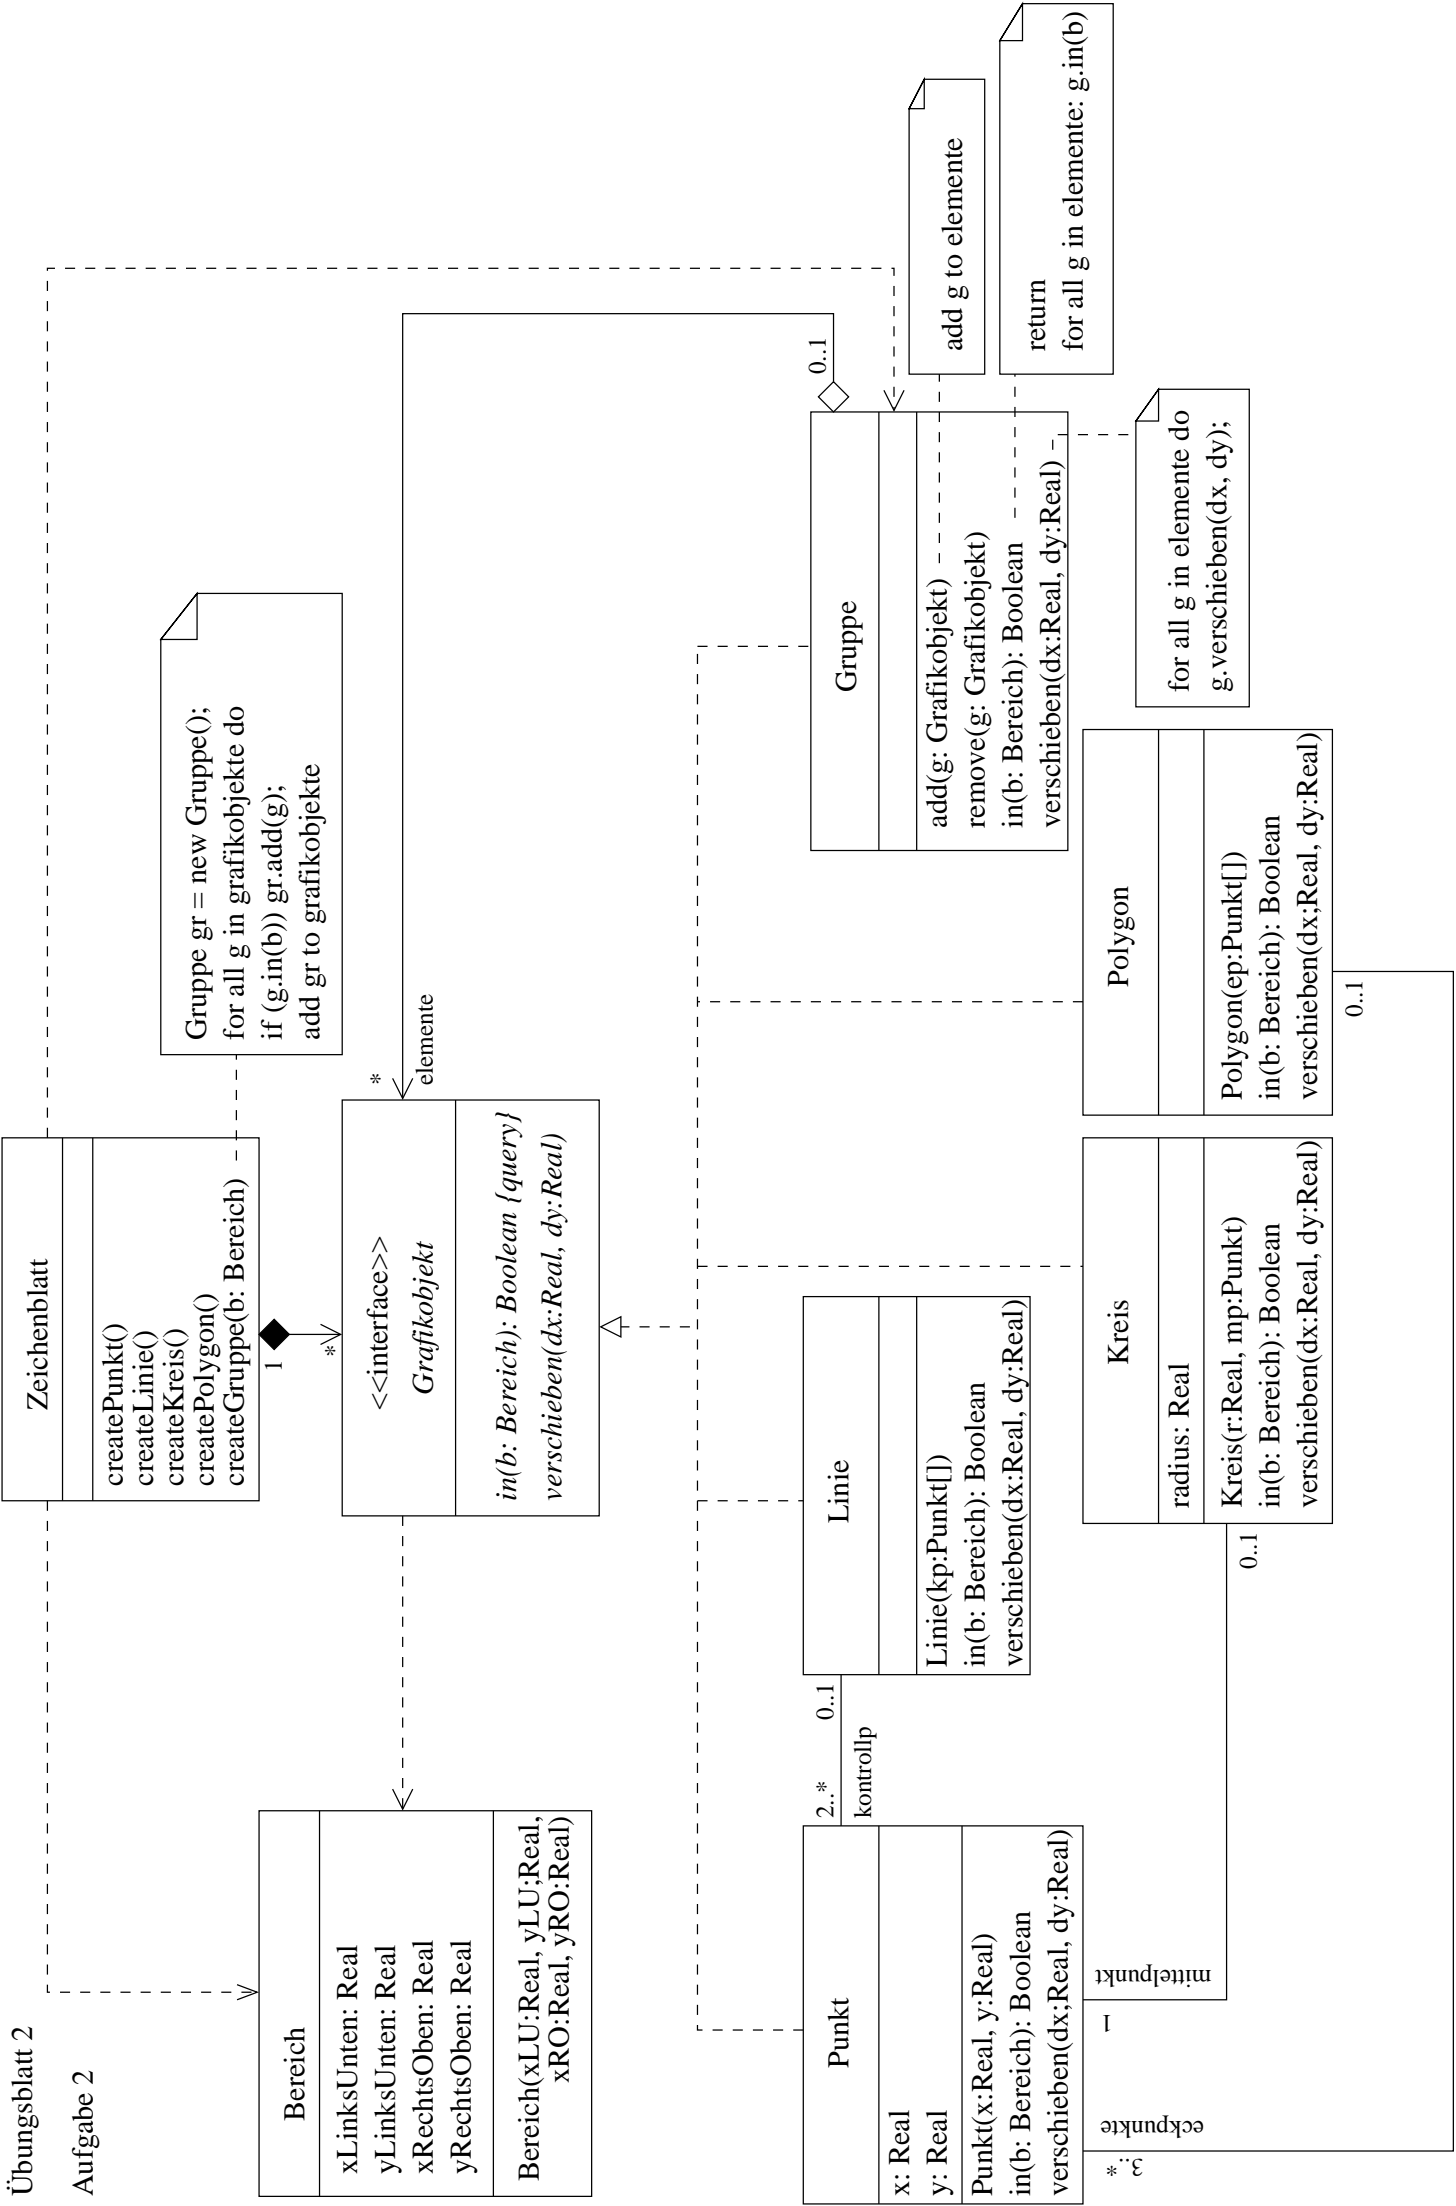 Übungsblatt 2
Aufgabe 2
Zeichenblatt
createPunkt()
createLinie()
createKreis()
createPolygon()
createGruppe(b: Bereich)
1
*
Gruppe gr = new Gruppe();
for all g in grafikobjekte do
if (g.in(b)) gr.add(g);
add gr to grafikobjekte
Bereich
xLinksUnten: Real
yLinksUnten: Real
xRechtsOben: Real
yRechtsOben: Real
Bereich(xLU:Real, yLU;Real,
xRO:Real, yRO:Real)
<<interface>>
Grafikobjekt
in(b: Bereich): Boolean {query}
verschieben(dx:Real, dy:Real)
*
elemente
0..1
Punkt
x: Real
y: Real
Punkt(x:Real, y:Real)
in(b: Bereich): Boolean
verschieben(dx;Real, dy:Real)
2..*
kontrollp
0..1
Linie
Linie(kp:Punkt[])
in(b: Bereich): Boolean
verschieben(dx:Real, dy:Real)
Gruppe
add(g: Grafikobjekt)
remove(g: Grafikobjekt)
in(b: Bereich): Boolean
verschieben(dx:Real, dy:Real)
add g to elemente
return
for all g in elemente: g.in(b)
for all g in elemente do
g.verschieben(dx, dy);
Kreis
radius: Real
Kreis(r:Real, mp:Punkt)
in(b: Bereich): Boolean
verschieben(dx:Real, dy:Real)
Polygon
Polygon(ep:Punkt[])
in(b: Bereich): Boolean
verschieben(dx;Real, dy:Real)
3..*
eckpunkte
1
mittelpunkt
0..1
0..1